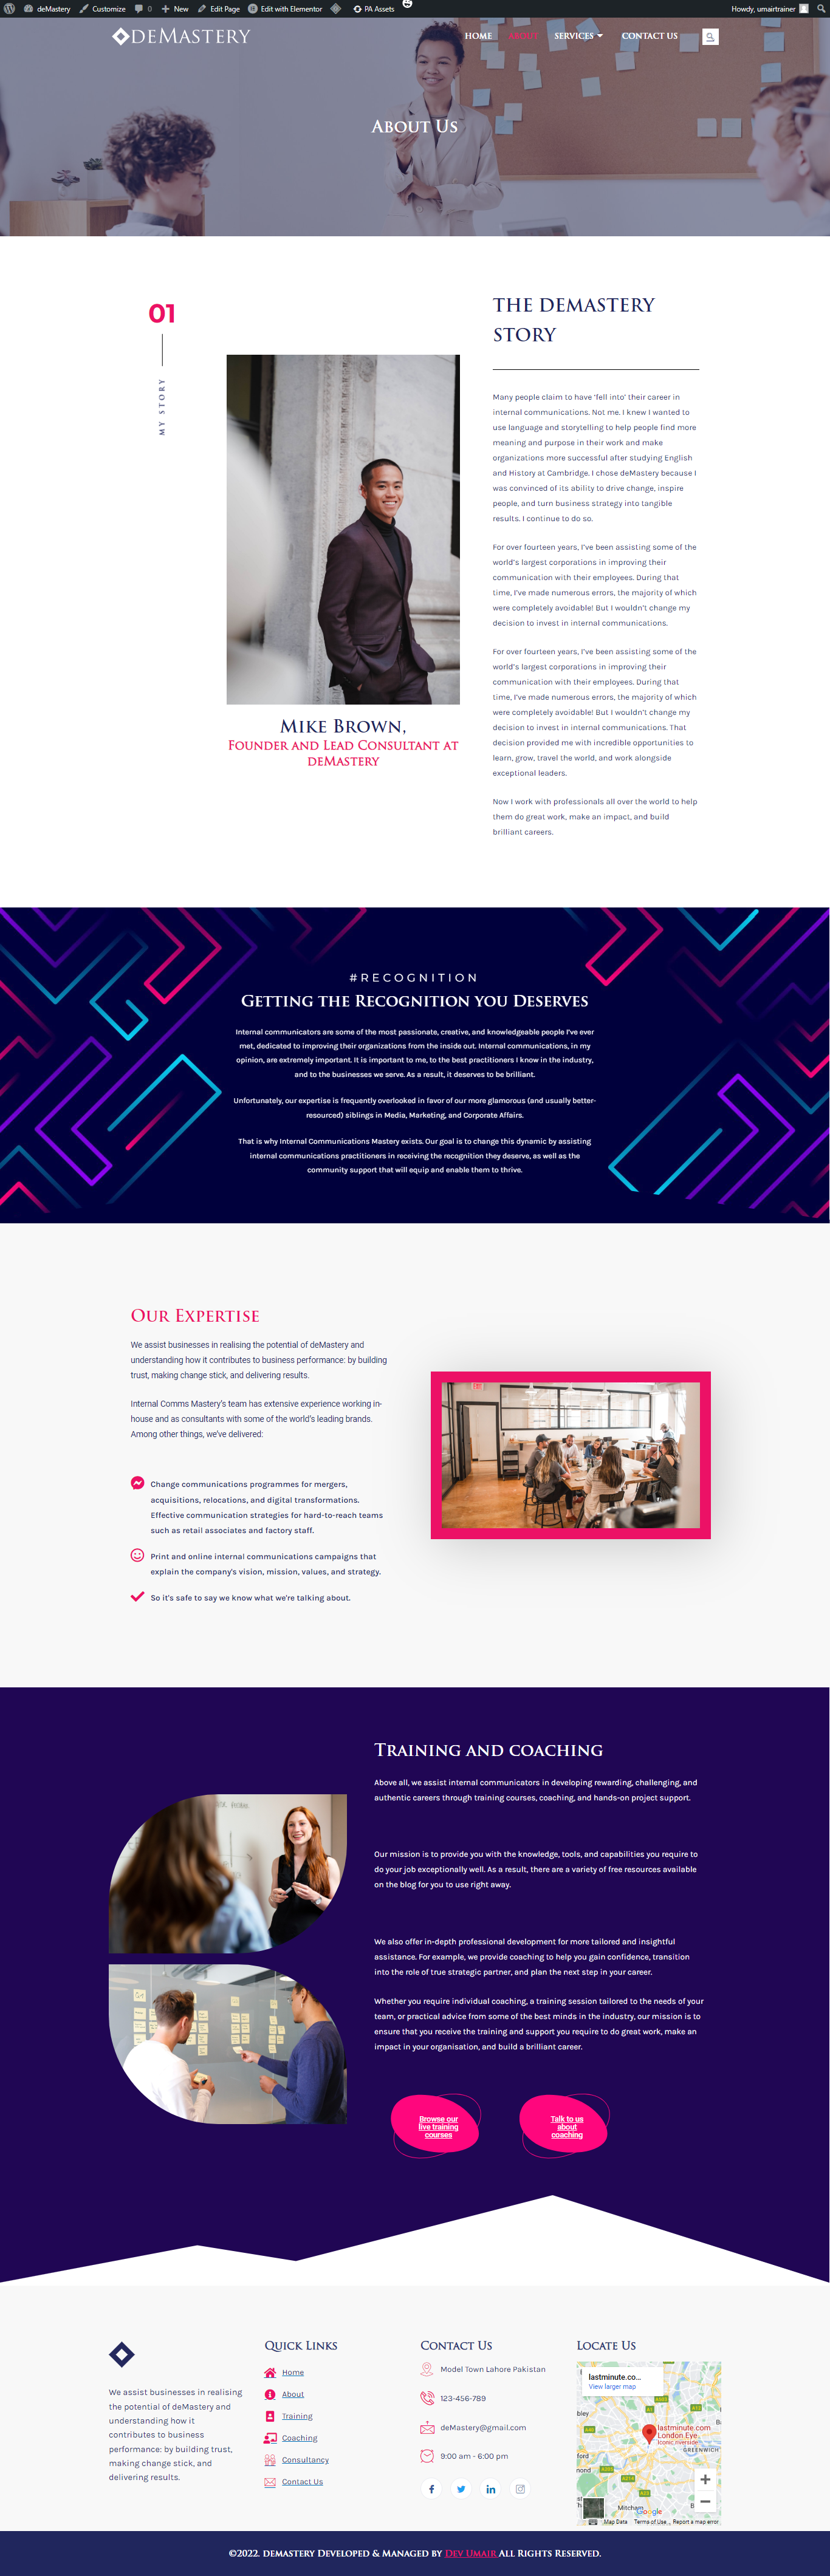 deMastery Customize 0 New Edit Page Edit with Elementor PA Assets Howdy, umairtrainer
DEMASTERY HOME ABOUT SERVICES CONTACT US
About Us
01
MY STORY
THE DEMASTERY
STORY
Many people claim to have ‘fell into’ their career in
internal communications. Not me. I knew I wanted to
use language and storytelling to help people find more
meaning and purpose in their work and make
organizations more successful after studying English
and History at Cambridge. I chose deMastery because I
was convinced of its ability to drive change, inspire
people, and turn business strategy into tangible
results. I continue to do so.
For over fourteen years, I’ve been assisting some of the
world’s largest corporations in improving their
communication with their employees. During that
time, I’ve made numerous errors, the majority of which
were completely avoidable! But I wouldn’t change my
decision to invest in internal communications.
For over fourteen years, I’ve been assisting some of the
world’s largest corporations in improving their
communication with their employees. During that
time, I’ve made numerous errors, the majority of which
were completely avoidable! But I wouldn’t change my
decision to invest in internal communications. That
decision provided me with incredible opportunities to
learn, grow, travel the world, and work alongside
exceptional leaders.
Now I work with professionals all over the world to help
them do great work, make an impact, and build
brilliant careers.
Mike Brown,
Founder and Lead Consultant at
deMastery
#RECOGNITION
Getting the Recognition you Deserves
Internal communicators are some of the most passionate, creative, and knowledgeable people I’ve ever
met, dedicated to improving their organizations from the inside out. Internal communications, in my
opinion, are extremely important. It is important to me, to the best practitioners I know in the industry,
and to the businesses we serve. As a result, it deserves to be brilliant.
Unfortunately, our expertise is frequently overlooked in favor of our more glamorous (and usually better-
resourced) siblings in Media, Marketing, and Corporate Affairs.
That is why Internal Communications Mastery exists. Our goal is to change this dynamic by assisting
internal communications practitioners in receiving the recognition they deserve, as well as the
community support that will equip and enable them to thrive.
Our Expertise
We assist businesses in realising the potential of deMastery and
understanding how it contributes to business performance: by building
trust, making change stick, and delivering results.
Internal Comms Mastery’s team has extensive experience working in-
house and as consultants with some of the world’s leading brands.
Among other things, we’ve delivered:
Change communications programmes for mergers,
acquisitions, relocations, and digital transformations.
Effective communication strategies for hard-to-reach teams
such as retail associates and factory staff.
Print and online internal communications campaigns that
explain the company's vision, mission, values, and strategy.
So it's safe to say we know what we're talking about.
Training and coaching
Above all, we assist internal communicators in developing rewarding, challenging, and
authentic careers through training courses, coaching, and hands-on project support.
Our mission is to provide you with the knowledge, tools, and capabilities you require to
do your job exceptionally well. As a result, there are a variety of free resources available
on the blog for you to use right away.
We also offer in-depth professional development for more tailored and insightful
assistance. For example, we provide coaching to help you gain confidence, transition
into the role of true strategic partner, and plan the next step in your career.
Whether you require individual coaching, a training session tailored to the needs of your
team, or practical advice from some of the best minds in the industry, our mission is to
ensure that you receive the training and support you require to do great work, make an
impact in your organisation, and build a brilliant career.
Browse our
live training
courses
Talk to us
about
coaching
We assist businesses in realising
the potential of deMastery and
understanding how it
contributes to business
performance: by building trust,
making change stick, and
delivering results.
Quick Links
Home
About
Training
Coaching
Consultancy
Contact Us
Contact Us
Model Town Lahore Pakistan
123-456-789
deMastery@gmail.com
9:00 am - 6:00 pm
Locate Us
lastminute.co...
View larger map
bley
lastminute.com
London Eye
Iconic riverside
GREENWICH
Mitcham
Google
Map Data Terms of Use Report a map error
©2022. deMastery Developed & Managed by Dev Umair All Rights Reserved.